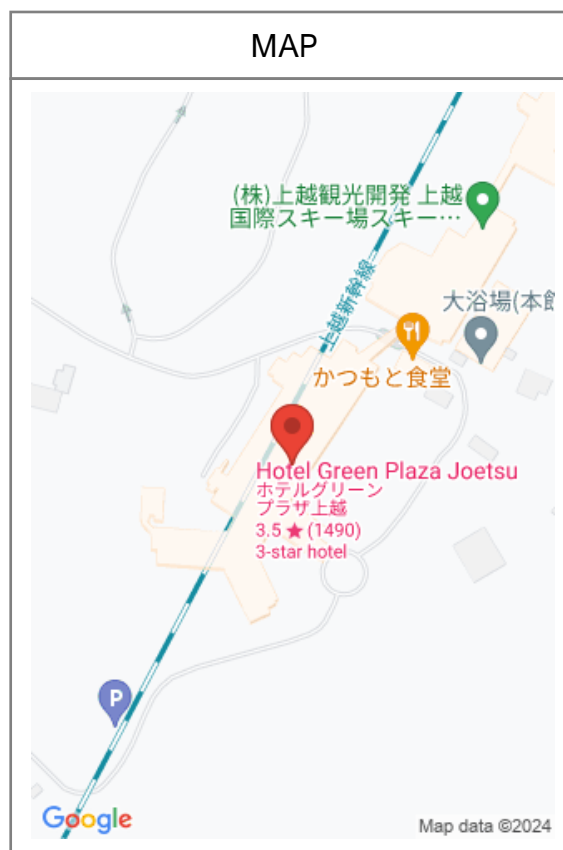 MAP
(株)上越観光開発 上越
国際スキー場スキー…
上越新幹線
大浴場(本館
かつもと食堂
Hotel Green Plaza Joetsu
ホテルグリーン
プラザ上越
3.5 ★ (1490)
3-star hotel
P
Google
Map data ©2024